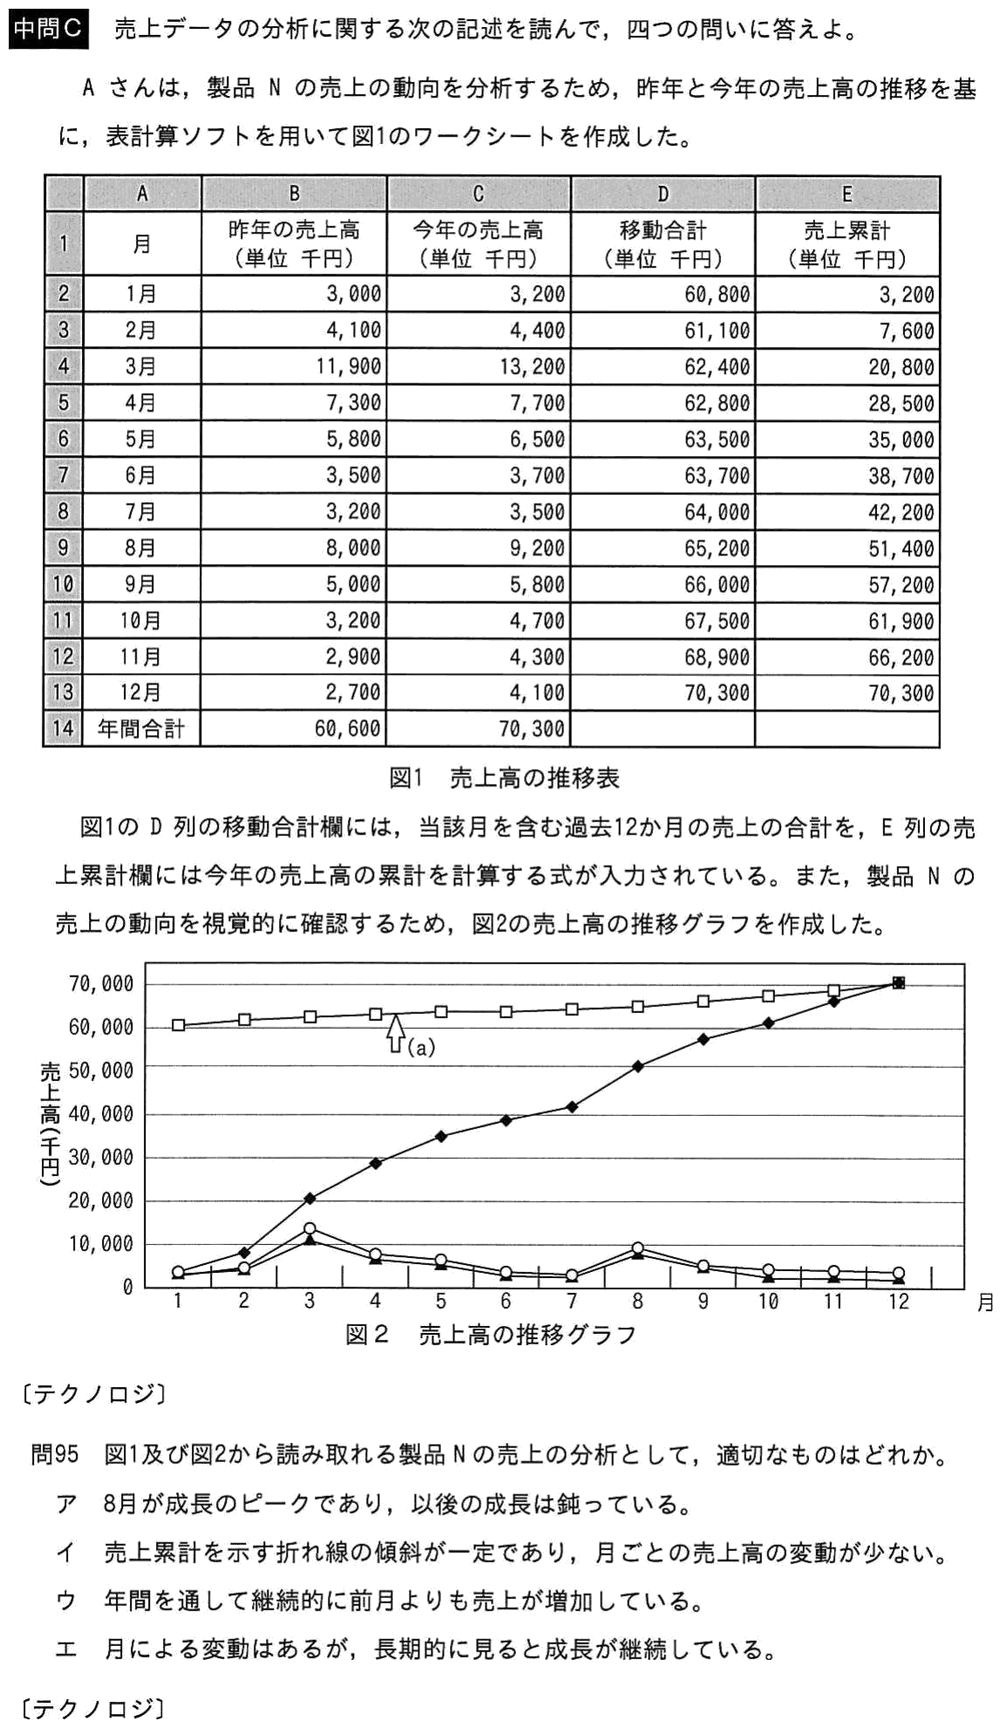 中問C 売上データの分析に関する次の記述を読んで，四つの問いに答えよ。
A さんは，製品 N の売上の動向を分析するため，昨年と今年の売上高の推移を基
に，表計算ソフトを用いて図1のワークシートを作成した。
A B C D E
1 月 昨年の売上高（単位 千円） 今年の売上高（単位 千円） 移動合計（単位 千円） 売上累計（単位 千円）
2 1月 3,000 3,200 60,800 3,200
3 2月 4,100 4,400 61,100 7,600
4 3月 11,900 13,200 62,400 20,800
5 4月 7,300 7,700 62,800 28,500
6 5月 5,800 6,500 63,500 35,000
7 6月 3,500 3,700 63,700 38,700
8 7月 3,200 3,500 64,000 42,200
9 8月 8,000 9,200 65,200 51,400
10 9月 5,000 5,800 66,000 57,200
11 10月 3,200 4,700 67,500 61,900
12 11月 2,900 4,300 68,900 66,200
13 12月 2,700 4,100 70,300 70,300
14 年間合計 60,600 70,300
図1 売上高の推移表
図1の D 列の移動合計欄には，当該月を含む過去12か月の売上の合計を，E 列の売
上累計欄には今年の売上高の累計を計算する式が入力されている。また，製品 N の
売上の動向を視覚的に確認するため，図2の売上高の推移グラフを作成した。
売上高(千円)
70,000
60,000
50,000
40,000
30,000
20,000
10,000
0
(a)
1 2 3 4 5 6 7 8 9 10 11 12 月
図2 売上高の推移グラフ
〔テクノロジ〕
問95 図1及び図2から読み取れる製品 N の売上の分析として，適切なものはどれか。
ア 8月が成長のピークであり，以後の成長は鈍っている。
イ 売上累計を示す折れ線の傾斜が一定であり，月ごとの売上高の変動が少ない。
ウ 年間を通して継続的に前月よりも売上が増加している。
エ 月による変動はあるが，長期的に見ると成長が継続している。
〔テクノロジ〕